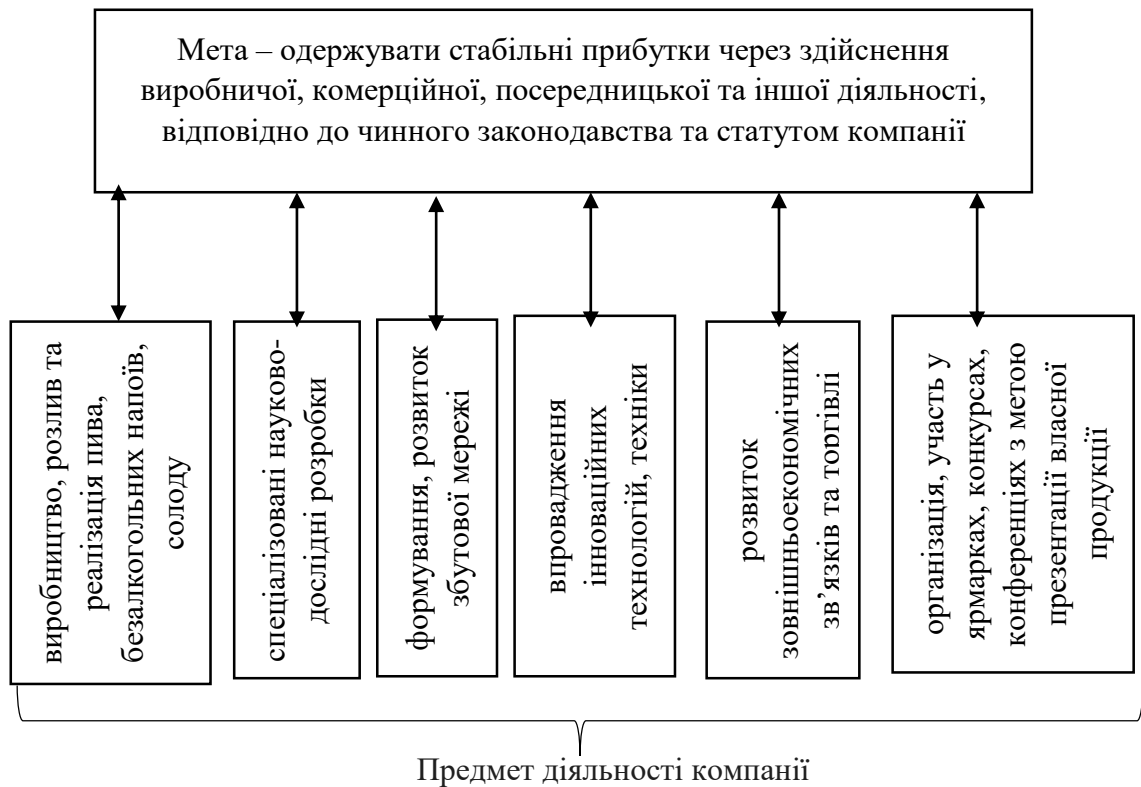 Мета – одержувати стабільні прибутки через здійснення
виробничої, комерційної, посередницької та іншої діяльності,
відповідно до чинного законодавства та статутом компанії
виробництво, розлив та
реалізація пива,
безалкогольних напоїв,
солоду
спеціалізовані науково-
дослідні розробки
формування, розвиток
збутової мережі
впровадження
інноваційних
технологій, техніки
розвиток
зовнішньоекономічних
зв’язків та торгівлі
організація, участь у
ярмарках, конкурсах,
конференціях з метою
презентації власної
продукції
Предмет діяльності компанії